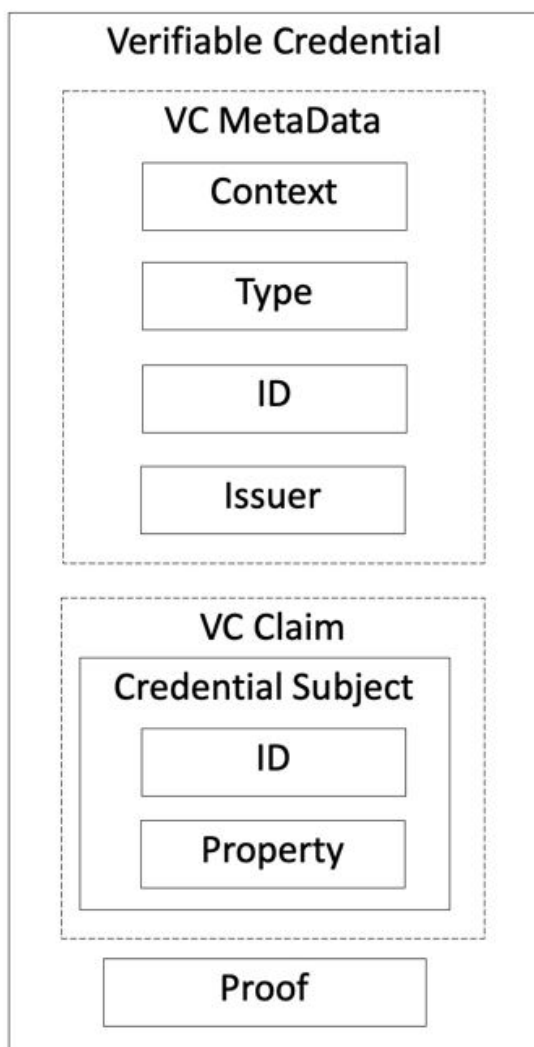 Verifiable Credential
VC MetaData
Context
Type
ID
Issuer
VC Claim
Credential Subject
ID
Property
Proof